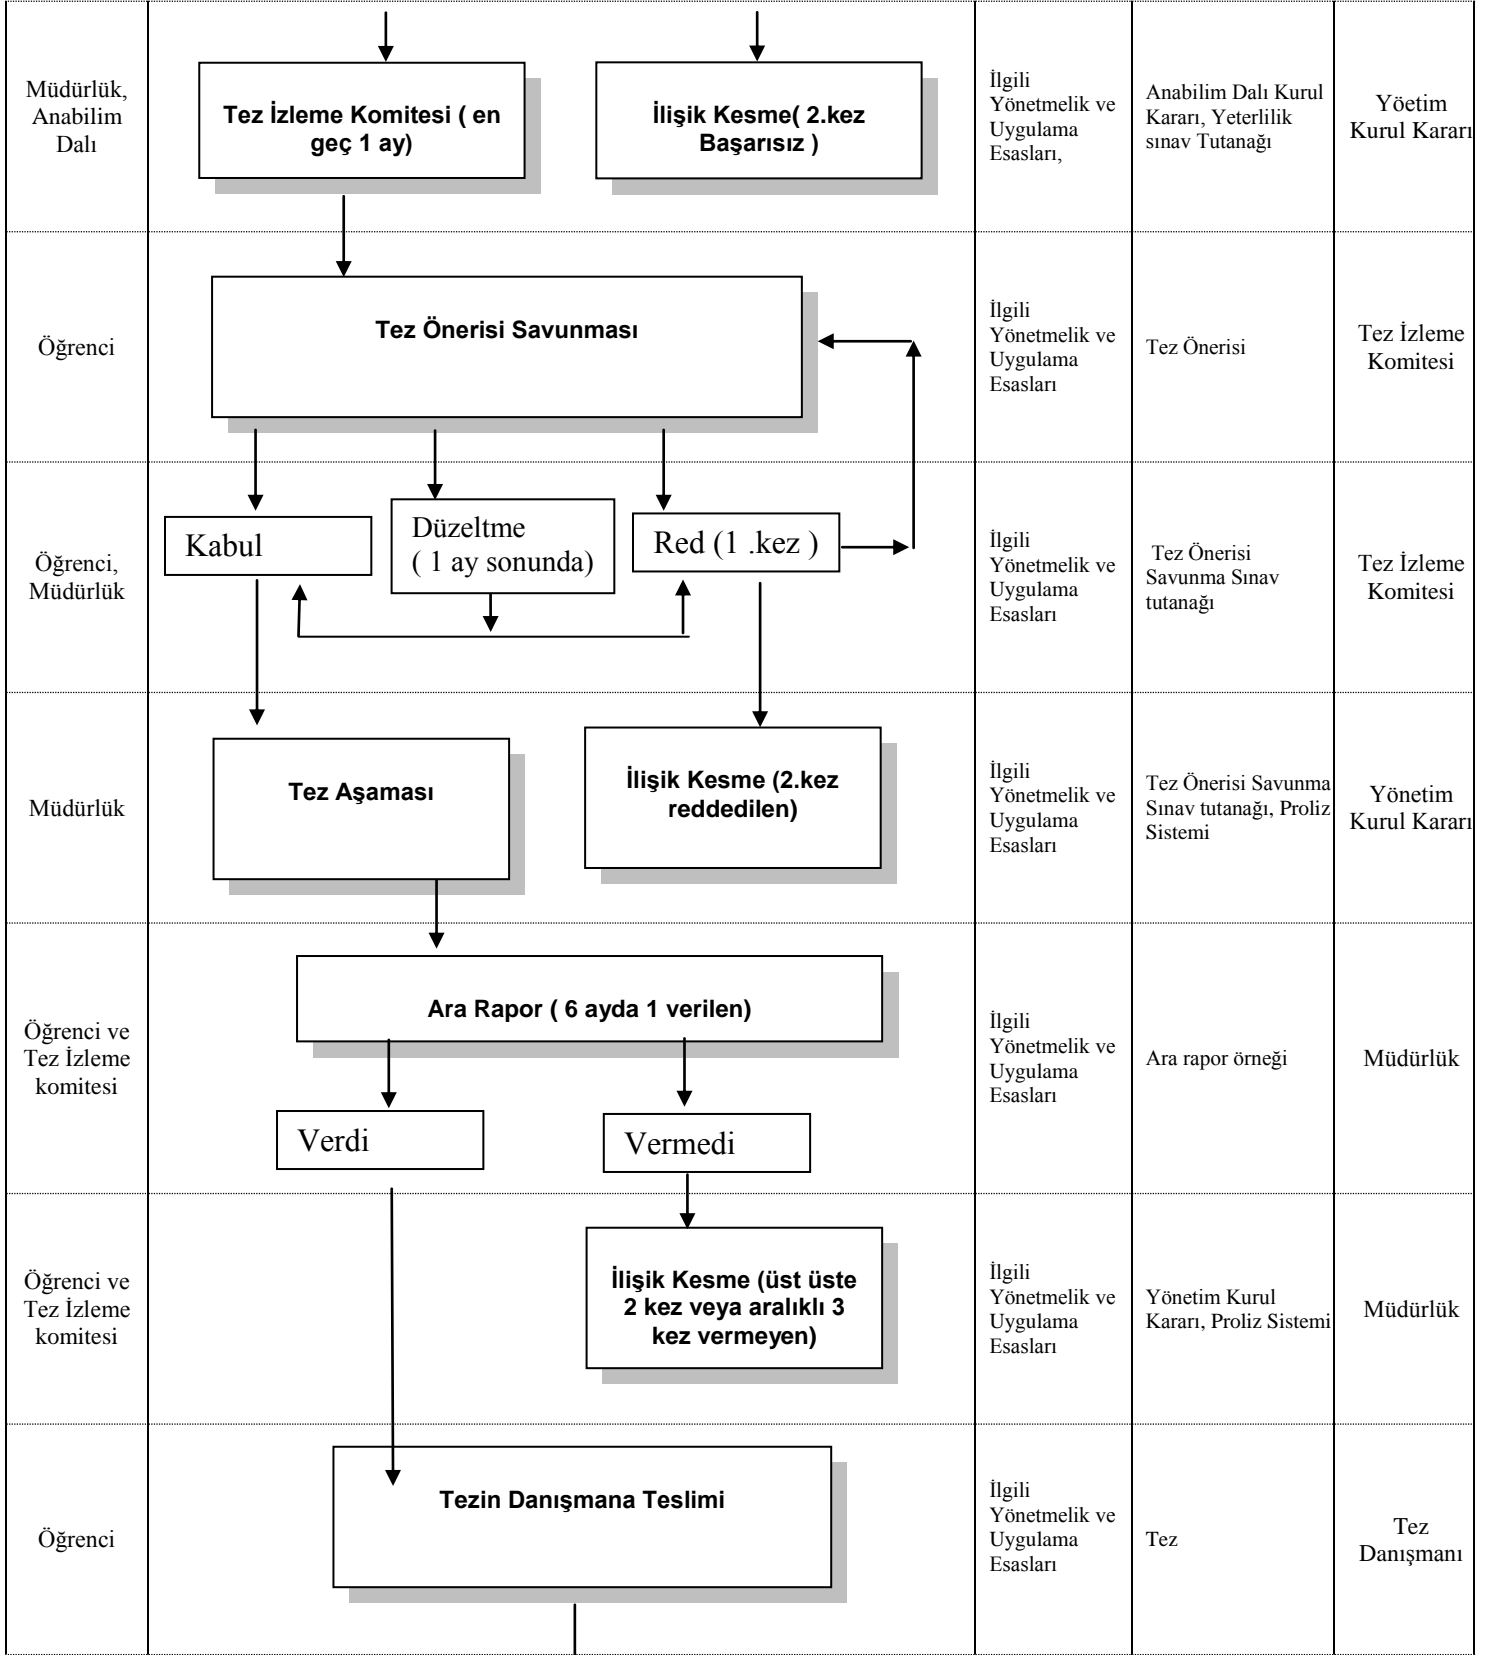 Müdürlük,
Anabilim
Dalı
Tez İzleme Komitesi ( en
geç 1 ay)
İlişik Kesme( 2.kez
Başarısız )
İlgili
Yönetmelik ve
Uygulama
Esasları,
Anabilim Dalı Kurul
Kararı, Yeterlilik
sınav Tutanağı
Yöetim
Kurul Kararı
Öğrenci
Tez Önerisi Savunması
İlgili
Yönetmelik ve
Uygulama
Esasları
Tez Önerisi
Tez İzleme
Komitesi
Öğrenci,
Müdürlük
Kabul
Düzeltme
( 1 ay sonunda)
Red (1 .kez )
İlgili
Yönetmelik ve
Uygulama
Esasları
Tez Önerisi
Savunma Sınav
tutanağı
Tez İzleme
Komitesi
Müdürlük
Tez Aşaması
İlişik Kesme (2.kez
reddedilen)
İlgili
Yönetmelik ve
Uygulama
Esasları
Tez Önerisi Savunma
Sınav tutanağı, Proliz
Sistemi
Yönetim
Kurul Kararı
Öğrenci ve
Tez İzleme
komitesi
Ara Rapor ( 6 ayda 1 verilen)
Verdi
Vermedi
İlgili
Yönetmelik ve
Uygulama
Esasları
Ara rapor örneği
Müdürlük
Öğrenci ve
Tez İzleme
komitesi
İlişik Kesme (üst üste
2 kez veya aralıklı 3
kez vermeyen)
İlgili
Yönetmelik ve
Uygulama
Esasları
Yönetim Kurul
Kararı, Proliz Sistemi
Müdürlük
Öğrenci
Tezin Danışmana Teslimi
İlgili
Yönetmelik ve
Uygulama
Esasları
Tez
Tez
Danışmanı